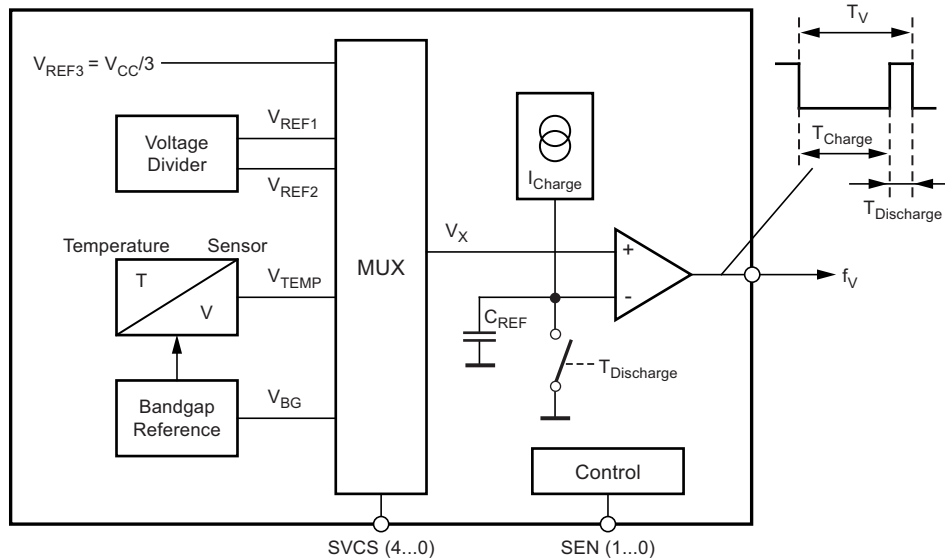 T_V
V_REF3 = V_CC/3
V_REF1
Voltage
Divider
V_REF2
I_Charge
T_Charge
T_Discharge
Temperature Sensor
T
V
V_TEMP
MUX
V_X
+
-
f_V
C_REF
T_Discharge
Bandgap
Reference
V_BG
Control
SVCS (4...0)
SEN (1...0)